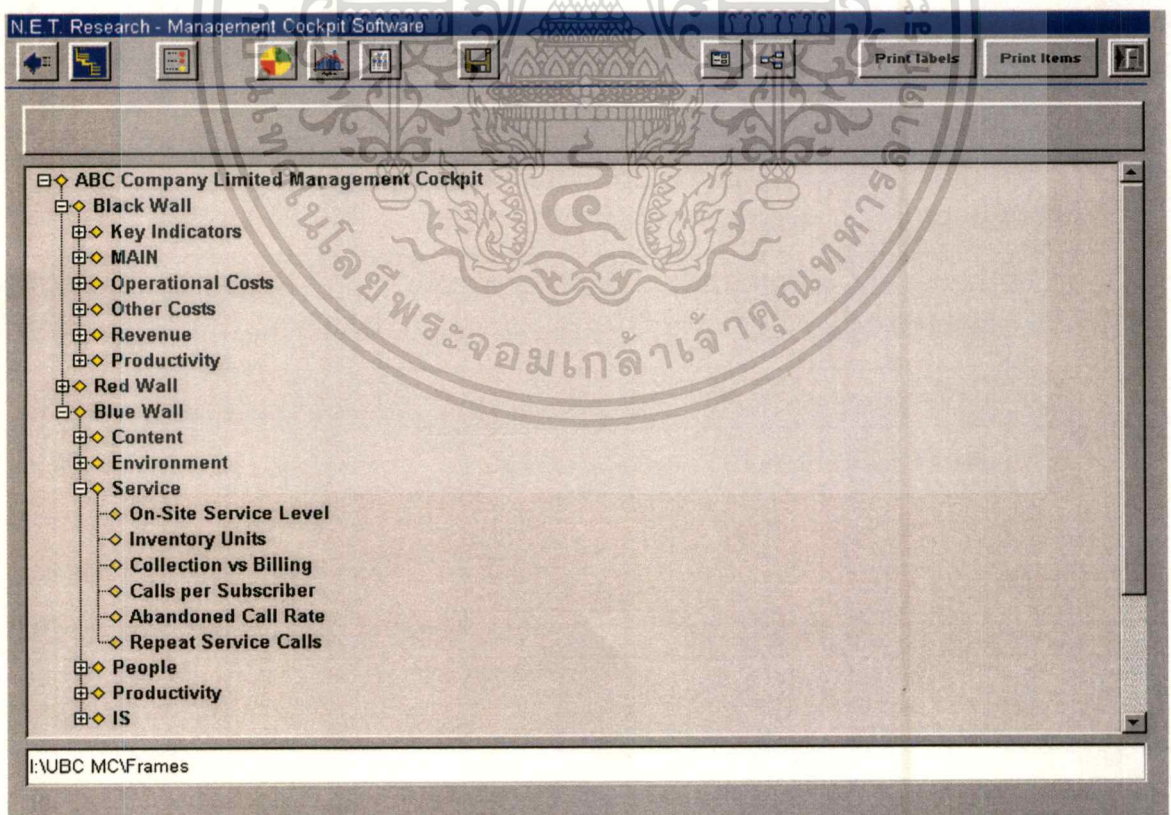 N.E.T. Research - Management Cockpit Software
Print labels
Print Items
ABC Company Limited Management Cockpit
Black Wall
Key Indicators
MAIN
Operational Costs
Other Costs
Revenue
Productivity
Red Wall
Blue Wall
Content
Environment
Service
On-Site Service Level
Inventory Units
Collection vs Billing
Calls per Subscriber
Abandoned Call Rate
Repeat Service Calls
People
Productivity
IS
I:\UBC MC\Frames